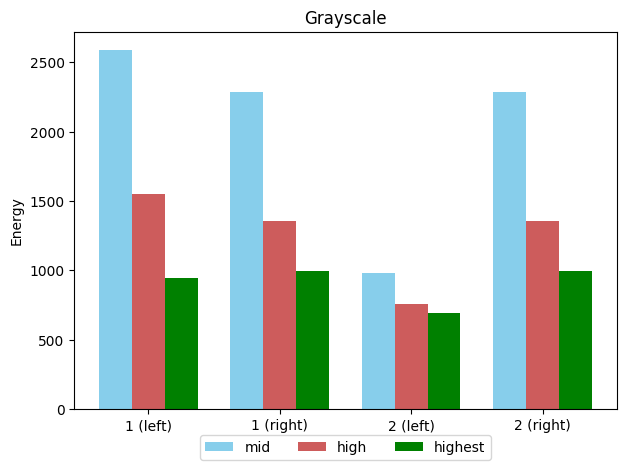 Grayscale
Energy
2500
2000
1500
1000
500
0
1 (left) 1 (right) 2 (left) 2 (right)
mid high highest